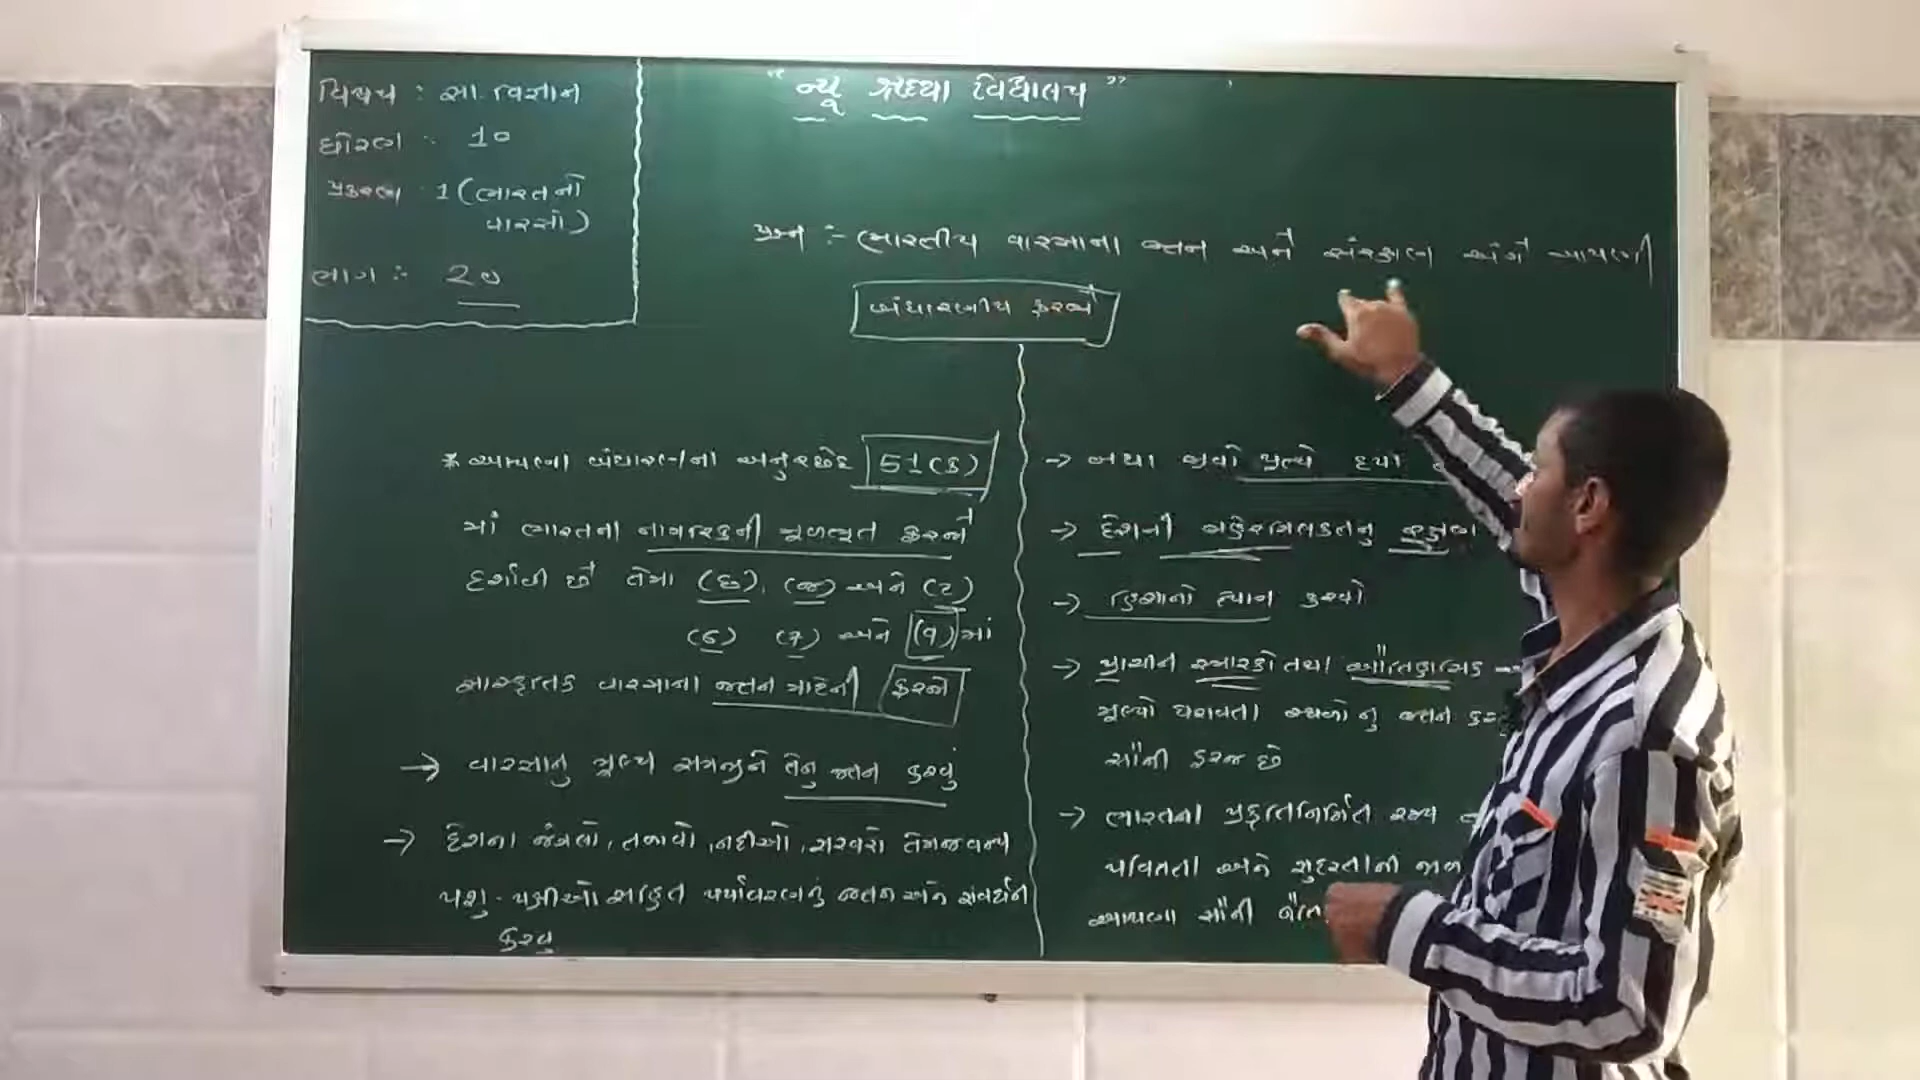 વિષય : સા. વિજ્ઞાન
ધોરણ : 10
પ્રકરણ : 1 (ભારતનો
વારસો)
ભાગ :- 20
" ન્યૂ શ્રધ્ધા વિદ્યાલય "
પ્રશ્ન :- ભારતીય વારસાના જતન અને સંરક્ષણ અંગે આપણી
બંધારણીય ફરજો
* આપણા બંધારણના અનુચ્છેદ 51(ક)
માં ભારતના નાગરિકની મૂળભૂત ફરજો
દર્શાવી છે તેમા (છ), (જ) અને (ટ)
(6) (7) અને (9) માં
સાંસ્કૃતિક વારસાના જતન માટેની ફરજો
→ વારસાનુ મૂલ્ય સમજીને તેનુ જતન કરવું
→ દેશના જંગલો, તળાવો, નદીઓ, સરવરો તેમજ વન્ય
પશુ - પક્ષીઓ સહિત પર્યાવરણનું જતન અને સંવર્ધન
કરવુ
→ બધા જીવો પ્રત્યે દયા
→ દેશની જાહેરમિલકતનુ રક્ષણ
→ હિંસાનો ત્યાગ કરવો
→ પ્રાચીન સ્મારકો તથા ઐતિહાસિક
મૂલ્યો ધરાવતા સ્થળો નુ જતન
સૌની ફરજ છે
→ ભારતના પ્રકૃતિનિર્મિત રમ્ય
પવિત્રતા અને સુંદરતાની જાળ
આપણા સૌની નૈતિ